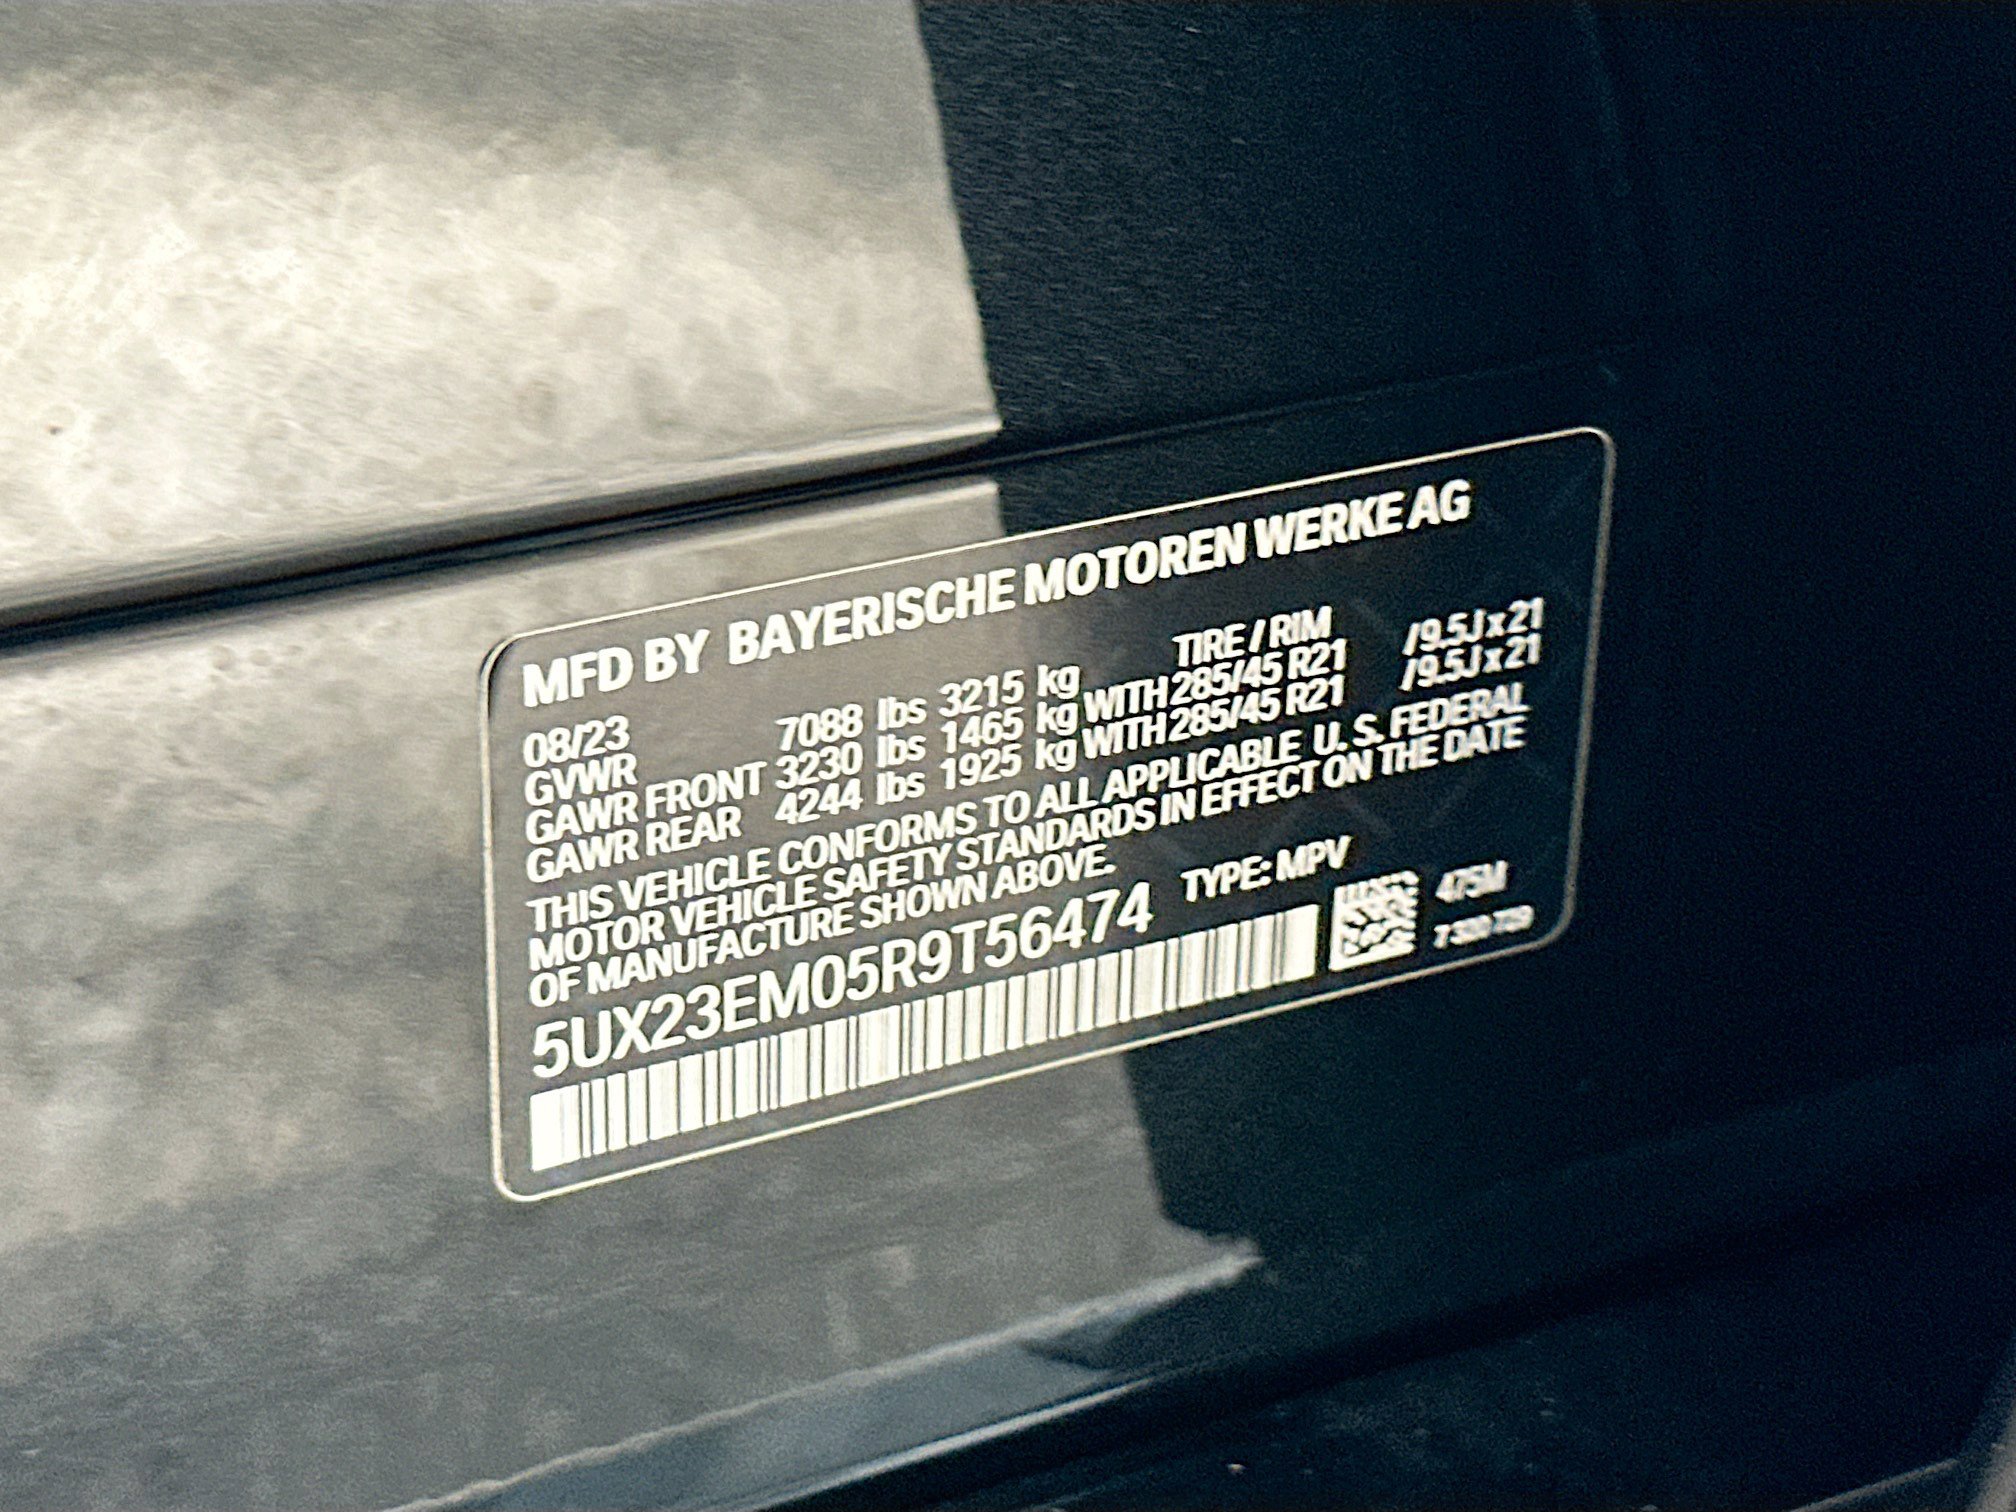 MFD BY BAYERISCHE MOTOREN WERKE AG
08/23 TIRE / RIM
GVWR 7088 lbs 3215 kg
GAWR FRONT 3230 lbs 1465 kg WITH 285/45 R21 /9.5J x 21
GAWR REAR 4244 lbs 1925 kg WITH 285/45 R21 /9.5J x 21
THIS VEHICLE CONFORMS TO ALL APPLICABLE U. S. FEDERAL
MOTOR VEHICLE SAFETY STANDARDS IN EFFECT ON THE DATE
OF MANUFACTURE SHOWN ABOVE.
5UX23EM05R9T56474 TYPE: MPV
475M